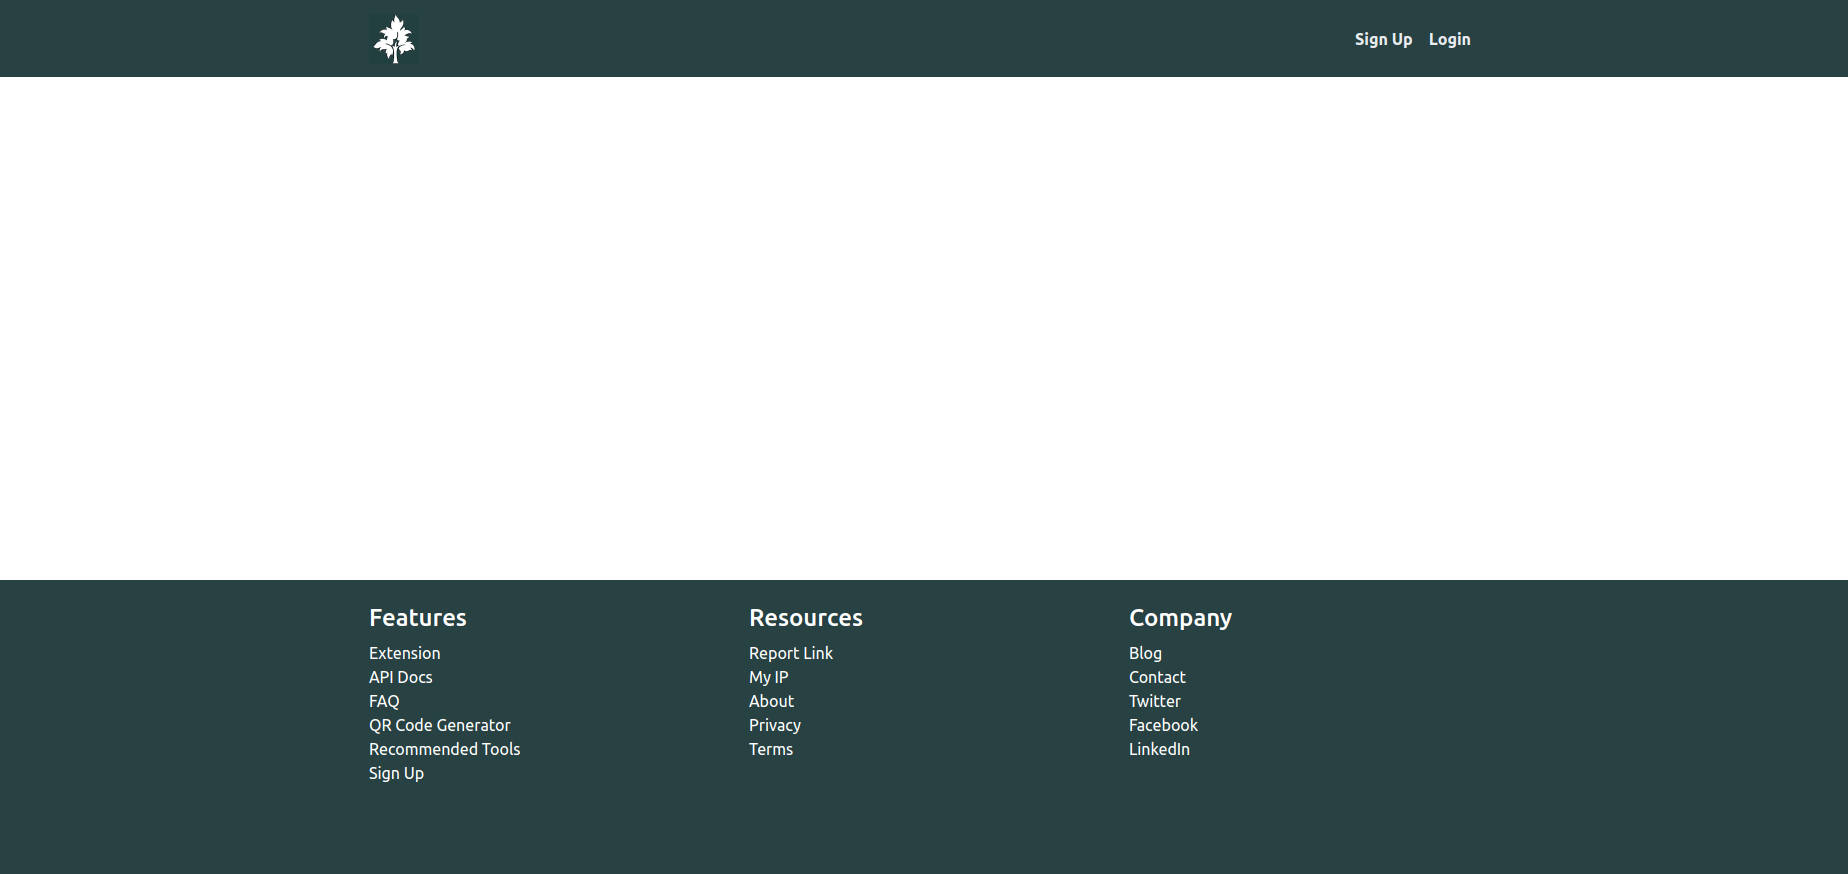 Sign Up Login
Features
Extension
API Docs
FAQ
QR Code Generator
Recommended Tools
Sign Up
Resources
Report Link
My IP
About
Privacy
Terms
Company
Blog
Contact
Twitter
Facebook
LinkedIn